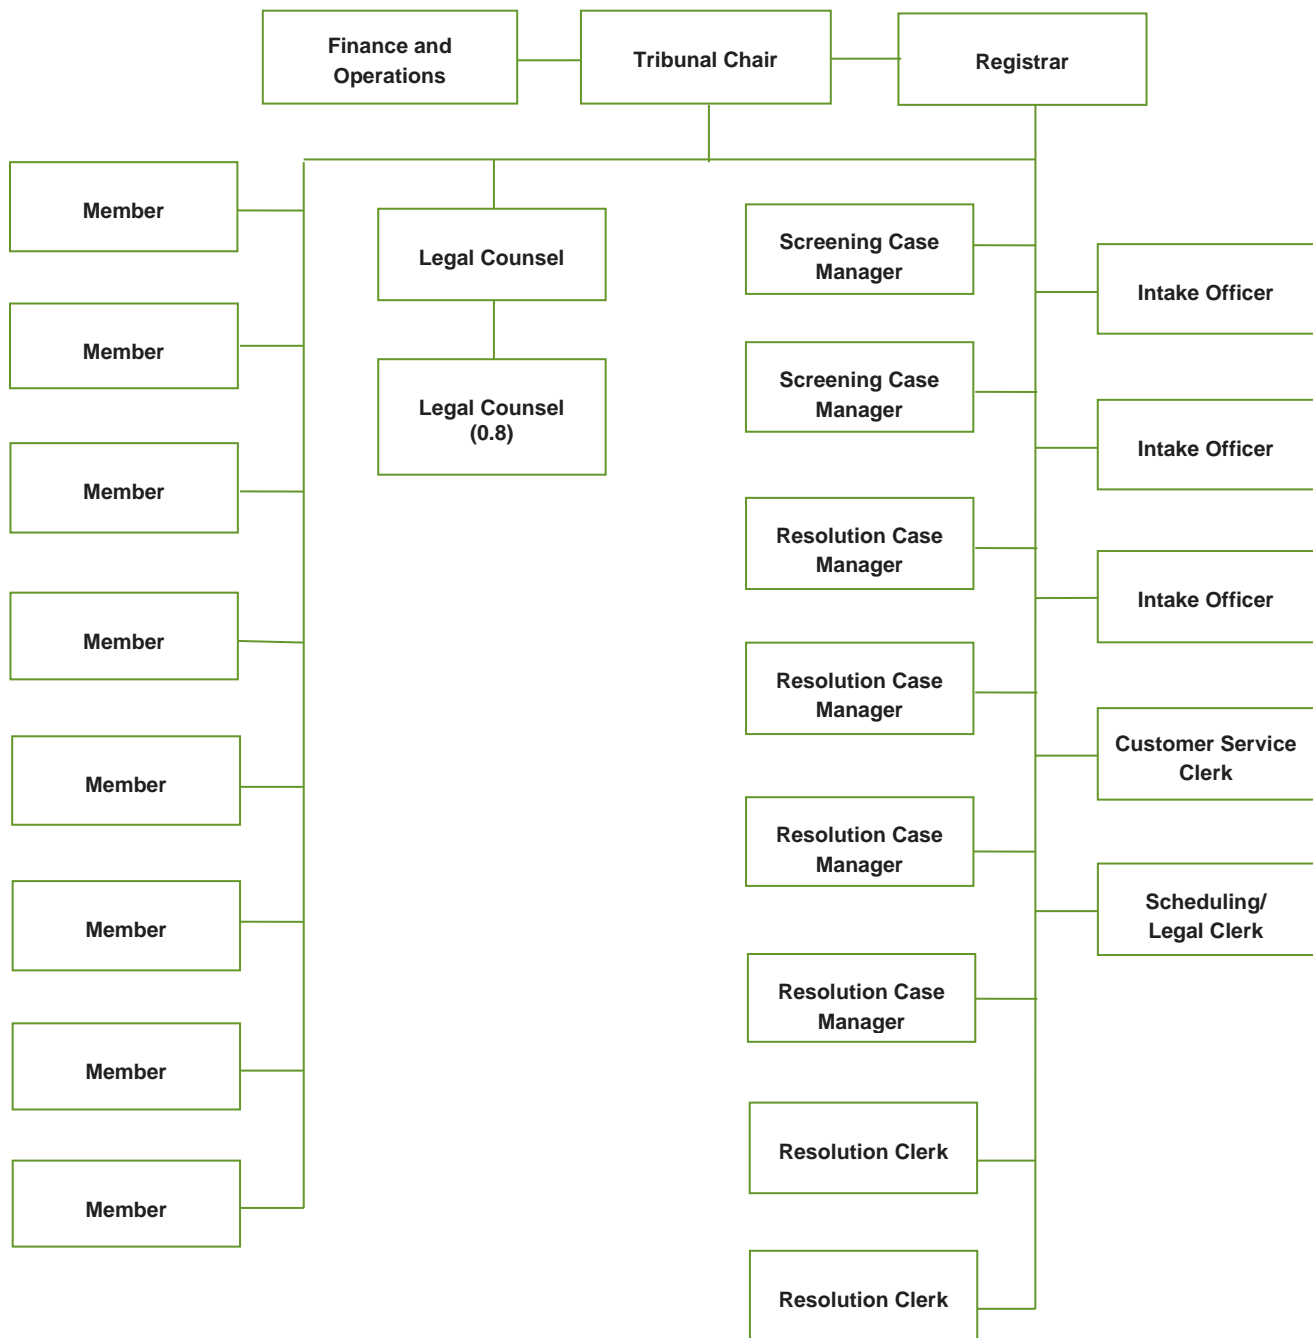 Finance and
Operations
Tribunal Chair
Registrar
Member
Member
Member
Member
Member
Member
Member
Member
Legal Counsel
Legal Counsel
(0.8)
Screening Case
Manager
Screening Case
Manager
Resolution Case
Manager
Resolution Case
Manager
Resolution Case
Manager
Resolution Case
Manager
Resolution Clerk
Resolution Clerk
Intake Officer
Intake Officer
Intake Officer
Customer Service
Clerk
Scheduling/
Legal Clerk